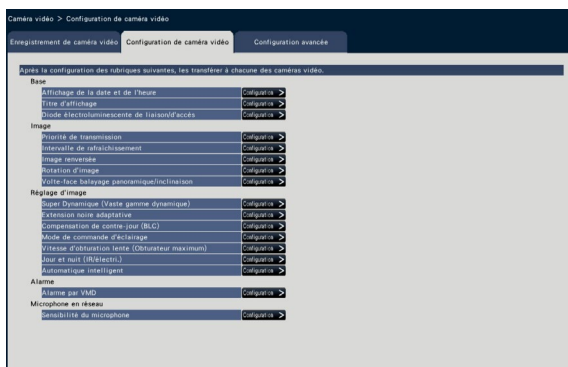 Caméra vidéo > Configuration de caméra vidéo
Enregistrement de caméra vidéo Configuration de caméra vidéo Configuration avancée
Après la configuration des rubriques suivantes, les transférer à chacune des caméras vidéo.
Base
Affichage de la date et de l'heure Configuration >
Titre d'affichage Configuration >
Diode électroluminescente de liaison/d'accès Configuration >
Image
Priorité de transmission Configuration >
Intervalle de rafraîchissement Configuration >
Image renversée Configuration >
Rotation d'image Configuration >
Volte-face balayage panoramique/inclinaison Configuration >
Réglage d'image
Super Dynamique (Vaste gamme dynamique) Configuration >
Extension noire adaptative Configuration >
Compensation de contre-jour (BLC) Configuration >
Mode de commande d'éclairage Configuration >
Vitesse d'obturation lente (Obturateur maximum) Configuration >
Jour et nuit (IR/électri.) Configuration >
Automatique intelligent Configuration >
Alarme
Alarme par VMD Configuration >
Microphone en réseau
Sensibilité du microphone Configuration >